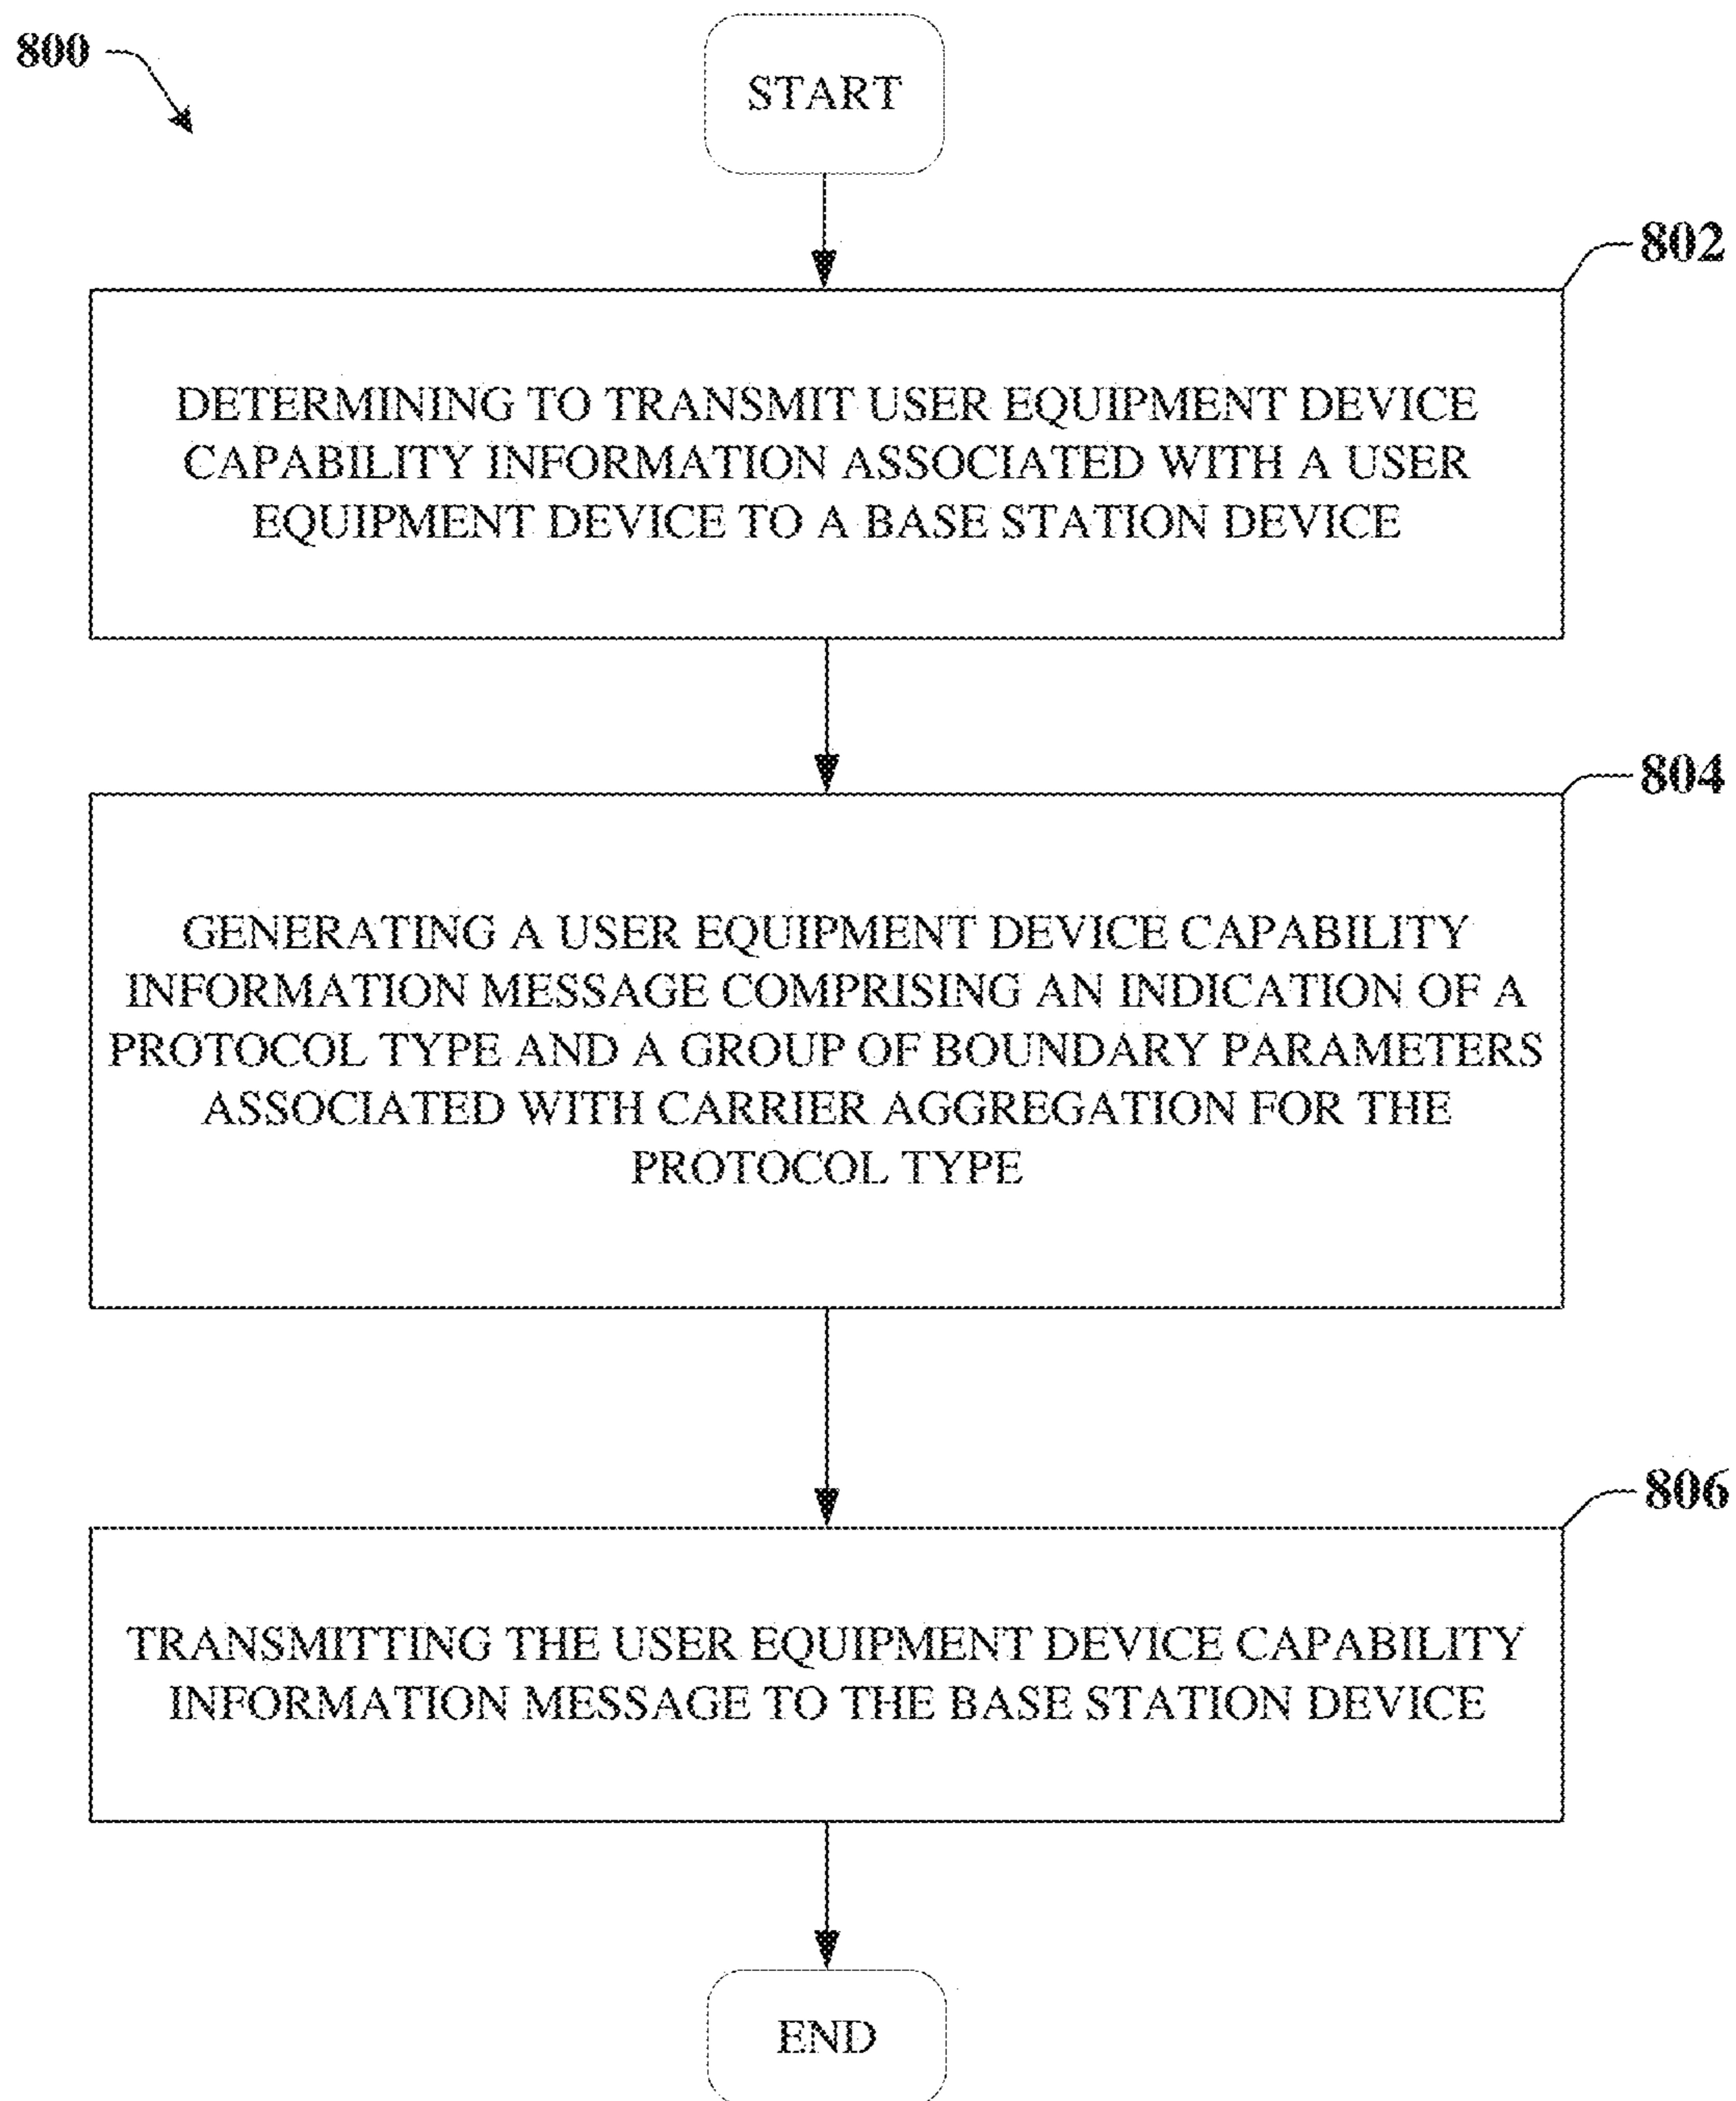 800
START
802
DETERMINING TO TRANSMIT USER EQUIPMENT DEVICE
CAPABILITY INFORMATION ASSOCIATED WITH A USER
EQUIPMENT DEVICE TO A BASE STATION DEVICE
804
GENERATING A USER EQUIPMENT DEVICE CAPABILITY
INFORMATION MESSAGE COMPRISING AN INDICATION OF A
PROTOCOL TYPE AND A GROUP OF BOUNDARY PARAMETERS
ASSOCIATED WITH CARRIER AGGREGATION FOR THE
PROTOCOL TYPE
806
TRANSMITTING THE USER EQUIPMENT DEVICE CAPABILITY
INFORMATION MESSAGE TO THE BASE STATION DEVICE
END